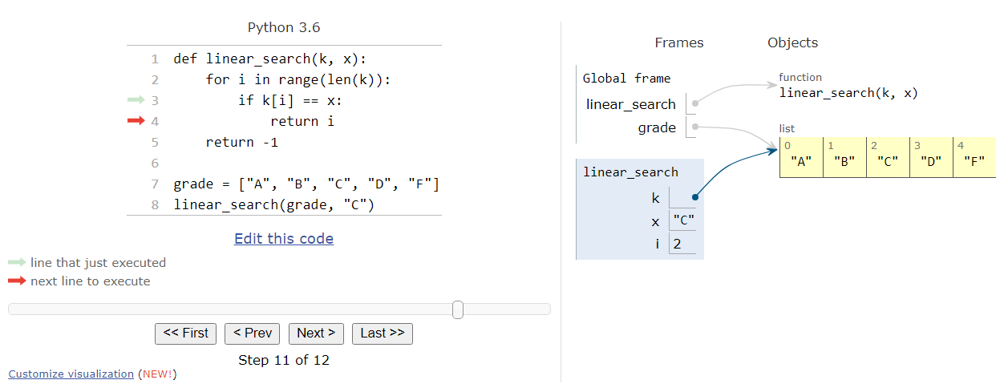 Python 3.6
1 def linear_search(k, x):
2     for i in range(len(k)):
3         if k[i] == x:
4             return i
5     return -1
6
7 grade = ["A", "B", "C", "D", "F"]
8 linear_search(grade, "C")
Edit this code
line that just executed
next line to execute
<< First < Prev Next > Last >>
Step 11 of 12
Customize visualization (NEW!)
Frames Objects
Global frame
linear_search
grade
function
linear_search(k, x)
list
0 1 2 3 4
"A" "B" "C" "D" "F"
linear_search
k
x "C"
i 2